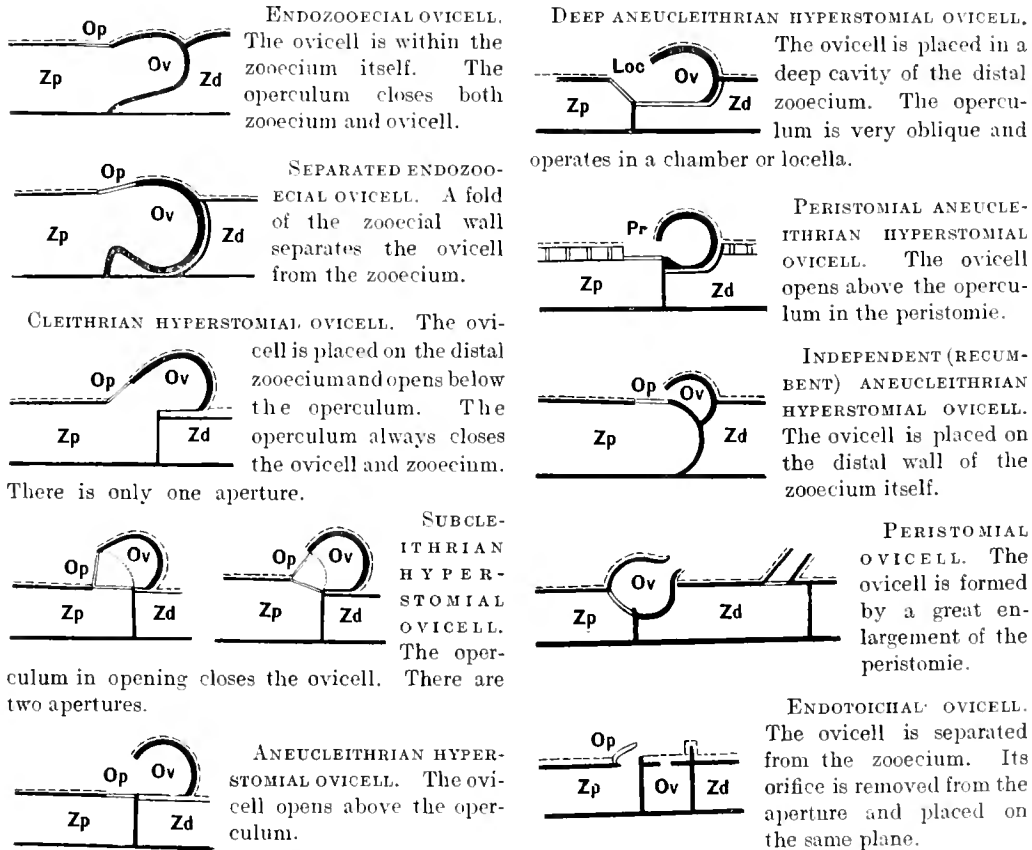 ENDOZOOECIAL OVICELL.
The ovicell is within the
zooecium itself. The
operculum closes both
zooecium and ovicell.
Op
Zp
Ov
Zd
SEPARATED ENDOZOO-
ECIAL OVICELL. A fold
of the zooecial wall
separates the ovicell
from the zooecium.
Op
Zp
Ov
Zd
CLEITHRIAN HYPERSTOMIAL OVICELL. The ovi-
cell is placed on the distal
zooecium and opens below
the operculum. The
operculum always closes
the ovicell and zooecium.
There is only one aperture.
Op
Ov
Zp
Zd
SUBCLE-
ITHRIAN
HYPER-
STOMIAL
OVICELL.
The oper-
culum in opening closes the ovicell. There are
two apertures.
Op
Ov
Zp
Zd
Op
Ov
Zp
Zd
ANEUCLEITHRIAN HYPER-
STOMIAL OVICELL. The ovi-
cell opens above the oper-
culum.
Op
Ov
Zp
Zd
DEEP ANEUCLEITHRIAN HYPERSTOMIAL OVICELL.
The ovicell is placed in a
deep cavity of the distal
zooecium. The opercu-
lum is very oblique and
operates in a chamber or locella.
Loc
Ov
Zp
Zd
PERISTOMIAL ANEUCLE-
ITHRIAN HYPERSTOMIAL
OVICELL. The ovicell
opens above the opercu-
lum in the peristomie.
Pr
Zp
Zd
INDEPENDENT (RECUM-
BENT) ANEUCLEITHRIAN
HYPERSTOMIAL OVICELL.
The ovicell is placed on
the distal wall of the
zooecium itself.
Op
Ov
Zp
Zd
PERISTOMIAL
OVICELL. The
ovicell is formed
by a great en-
largement of the
peristomie.
Ov
Zp
Zd
ENDOTOICHAL OVICELL.
The ovicell is separated
from the zooecium. Its
orifice is removed from the
aperture and placed on
the same plane.
Op
Zp
Ov
Zd